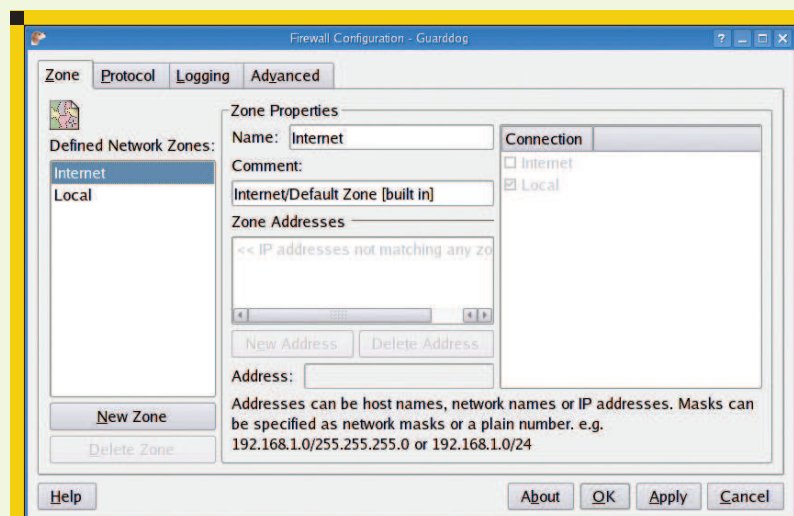 Firewall Configuration - Guarddog
Zone Protocol Logging Advanced
Defined Network Zones:
Internet
Local
New Zone
Delete Zone
Zone Properties
Name: Internet
Comment:
Internet/Default Zone [built in]
Zone Addresses
<< IP addresses not matching any zo
New Address Delete Address
Address:
Connection
Internet
Local
Addresses can be host names, network names or IP addresses. Masks can
be specified as network masks or a plain number. e.g.
192.168.1.0/255.255.255.0 or 192.168.1.0/24
Help About OK Apply Cancel